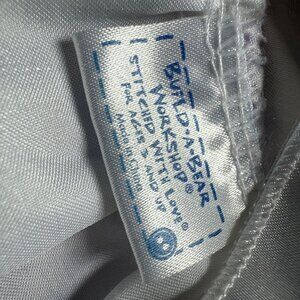 BUILD-A-BEAR
WORKSHOP®
STITCHED WITH LOVE®
FOR AGES 3 AND UP
MADE IN CHINA